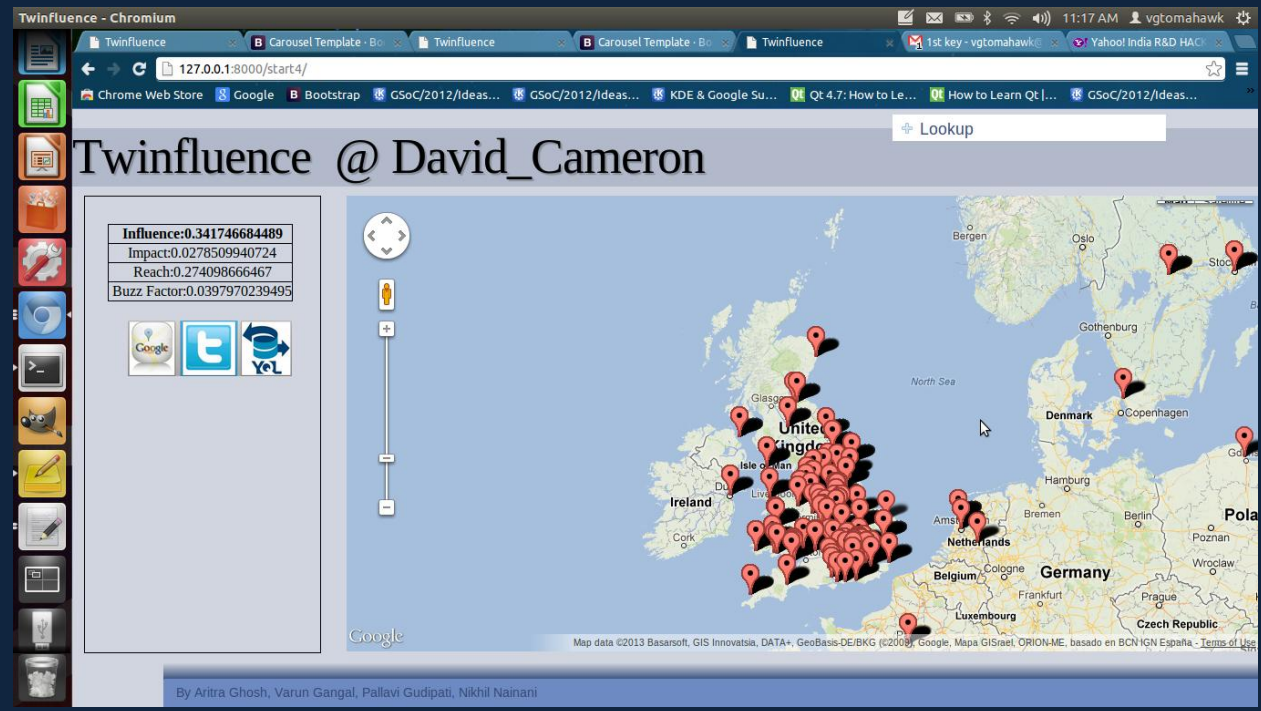 Twinfluence - Chromium
11:17 AM vgtomahawk
Twinfluence
Carousel Template · Bo
Twinfluence
Carousel Template · Bo
Twinfluence
1st key - vgtomahawk@
Yahoo! India R&D HACK
127.0.0.1:8000/start4/
Chrome Web Store Google Bootstrap GSoC/2012/Ideas... GSoC/2012/Ideas... KDE & Google Su... Qt 4.7: How to Le... How to Learn Qt |... GSoC/2012/Ideas...
Lookup
Twinfluence @ David_Cameron
Influence:0.341746684489
Impact:0.0278509940724
Reach:0.274098666467
Buzz Factor:0.0397970239495
Google
YQL
Bergen
Oslo
Gothenburg
North Sea
Denmark
Copenhagen
United
Kingdo
Isle of Man
Ireland
Cork
Hamburg
Bremen
Berlin
Pola
Poznan
Netherlands
Wroclaw
Belgium
Cologne
Germany
Frankfurt
Prague
Luxembourg
Czech Republic
Google
Map data ©2013 Basarsoft, GIS Innovatsia, DATA+, GeoBasis-DE/BKG (©2009), Google, Mapa GISrael, ORION-ME, basado en BCN IGN España - Terms of Use
By Aritra Ghosh, Varun Gangal, Pallavi Gudipati, Nikhil Nainani